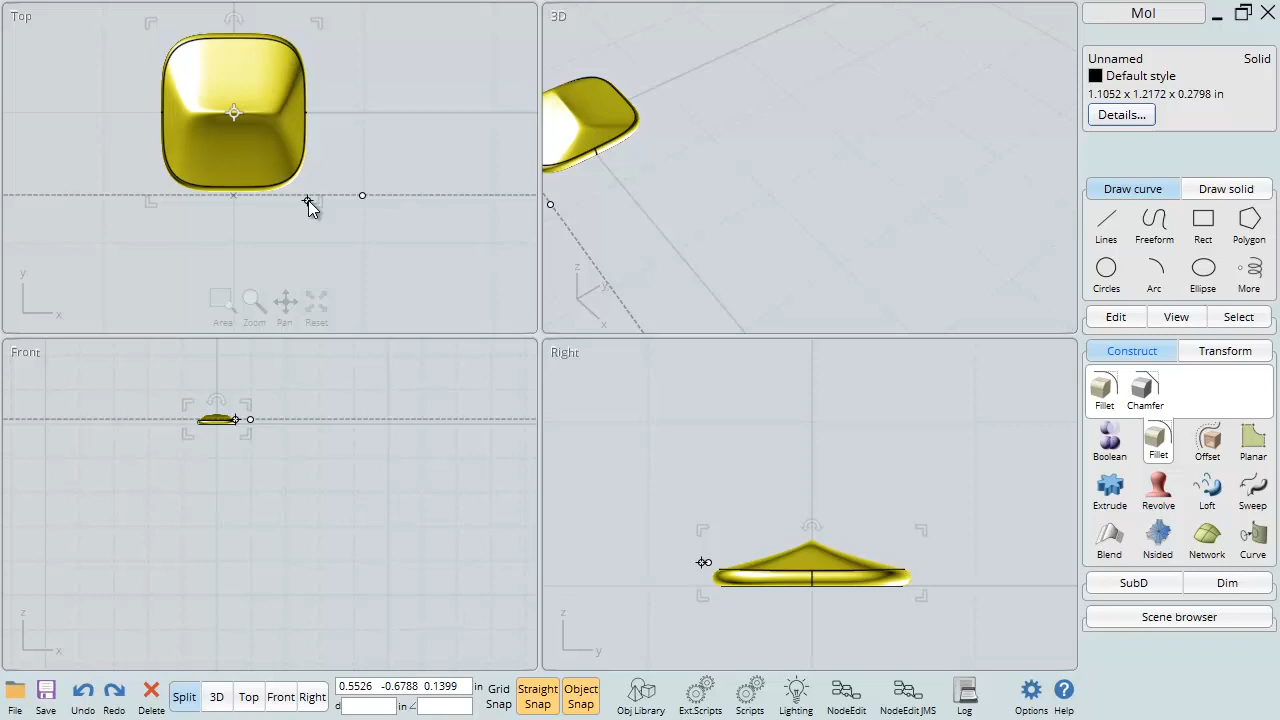 Top
3D
MoI
Unnamed Solid
Default style
1.1052 x 1.2172 x 0.2798 in
Details...
Draw curve Draw solid
Lines Freeform Rect Polygon
Circles Arc Ellipse More
Edit View Select
Construct Transform
Fillet Chamfer
Boolean Fillet Offset Planar
Extrude Revolve Loft Sweep
Blend Nsided Network Curve
SubD Dim
Scene browser
y
x
Area Zoom Pan Reset
z
y
x
Front
Right
z
x
z
y
File Save Undo Redo Delete Split 3D Top Front Right
0.5526 -0.6788 0.1399 in
d in
Grid Snap
Straight Snap
Object Snap
Obj Library Ext.Scripts Scripts Lighting NodeEdit NodeEditJMS Log Options Help